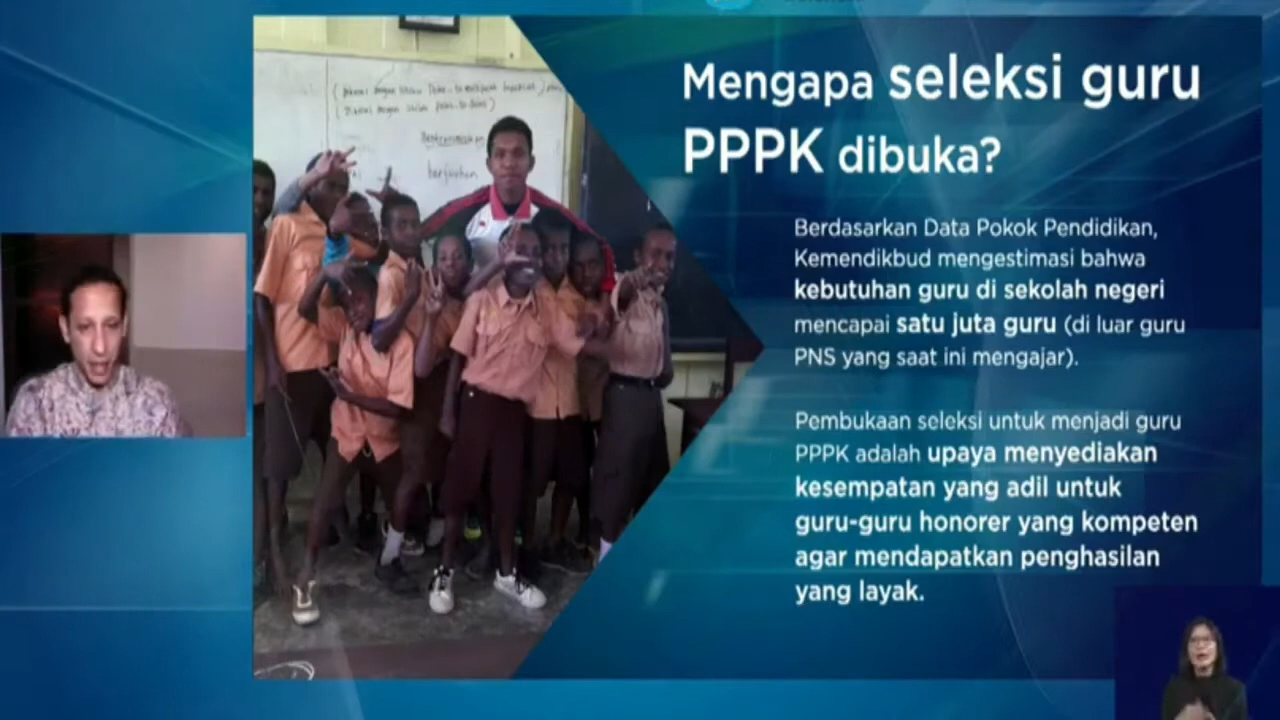 Mengapa seleksi guru
PPPK dibuka?
Berdasarkan Data Pokok Pendidikan,
Kemendikbud mengestimasi bahwa
kebutuhan guru di sekolah negeri
mencapai satu juta guru (di luar guru
PNS yang saat ini mengajar).
Pembukaan seleksi untuk menjadi guru
PPPK adalah upaya menyediakan
kesempatan yang adil untuk
guru-guru honorer yang kompeten
agar mendapatkan penghasilan
yang layak.